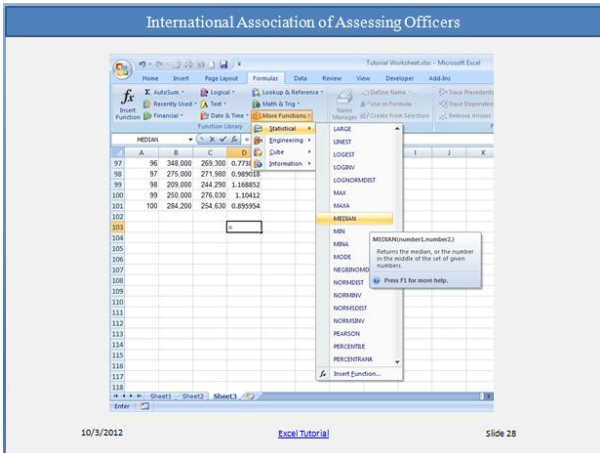 International Association of Assessing Officers
Tutorial Worksheet.xlsx - Microsoft Excel
Home Insert Page Layout Formulas Data Review View Developer Add-Ins
Insert Function
Σ AutoSum
Recently Used
Financial
Logical
Text
Date & Time
Lookup & Reference
Math & Trig
More Functions
Function Library
Name Manager
Define Name
Use in Formula
Create from Selection
Trace Precedents
Trace Dependents
Remove Arrows
Statistical
Engineering
Cube
Information
MEDIAN
fx =
A B C D I J K
97 96 348,000 269,300
98 97 275,000 271,980 0.989018
99 98 209,000 244,290 1.168852
100 99 250,000 276,030 1.10412
101 100 284,200 254,630 0.895954
102
103 =
104
105
106
107
108
109
110
111
112
113
114
115
116
117
118
LARGE
LINEST
LOGEST
LOGINV
LOGNORMDIST
MAX
MAXA
MEDIAN
MIN
MINA
MODE
NEGBINOMD
NORMDIST
NORMINV
NORMSDIST
NORMSINV
PEARSON
PERCENTILE
PERCENTRANK
fx Insert Function...
MEDIAN(number1,number2,)
Returns the median, or the number
in the middle of the set of given
numbers.
Press F1 for more help.
Sheet1 Sheet2 Sheet3
Enter
10/3/2012 Excel Tutorial Slide 28